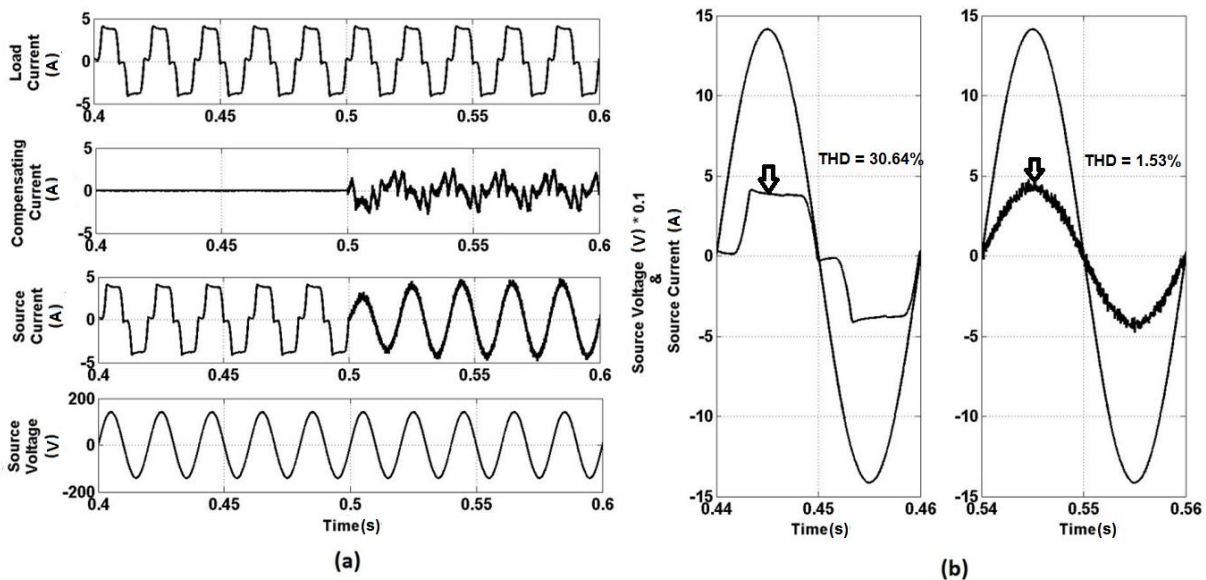 Load
Current
(A)
5
0
-5
0.4
0.45
0.5
0.55
0.6
Compensating
Current
(A)
5
0
-5
0.4
0.45
0.5
0.55
0.6
Source
Current
(A)
5
0
-5
0.4
0.45
0.5
0.55
0.6
Source
Voltage
(V)
200
0
-200
0.4
0.45
0.5
0.55
0.6
Time(s)
(a)
Source Voltage (V) * 0.1
&
Source Current (A)
15
10
5
0
-5
-10
-15
0.44
0.45
0.46
Time(s)
THD = 30.64%
15
10
5
0
-5
-10
-15
0.54
0.55
0.56
Time(s)
THD = 1.53%
(b)